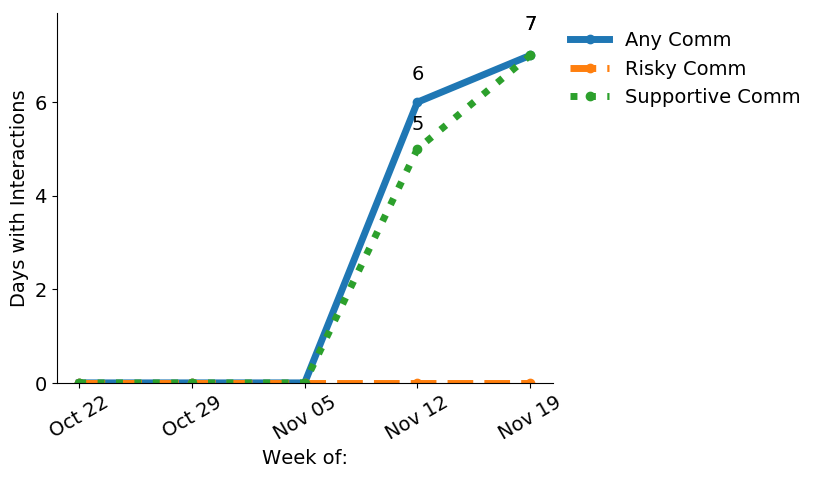 7
Any Comm
Risky Comm
Supportive Comm
6
5
Days with Interactions
6
4
2
0
Oct 22
Oct 29
Nov 05
Nov 12
Nov 19
Week of: